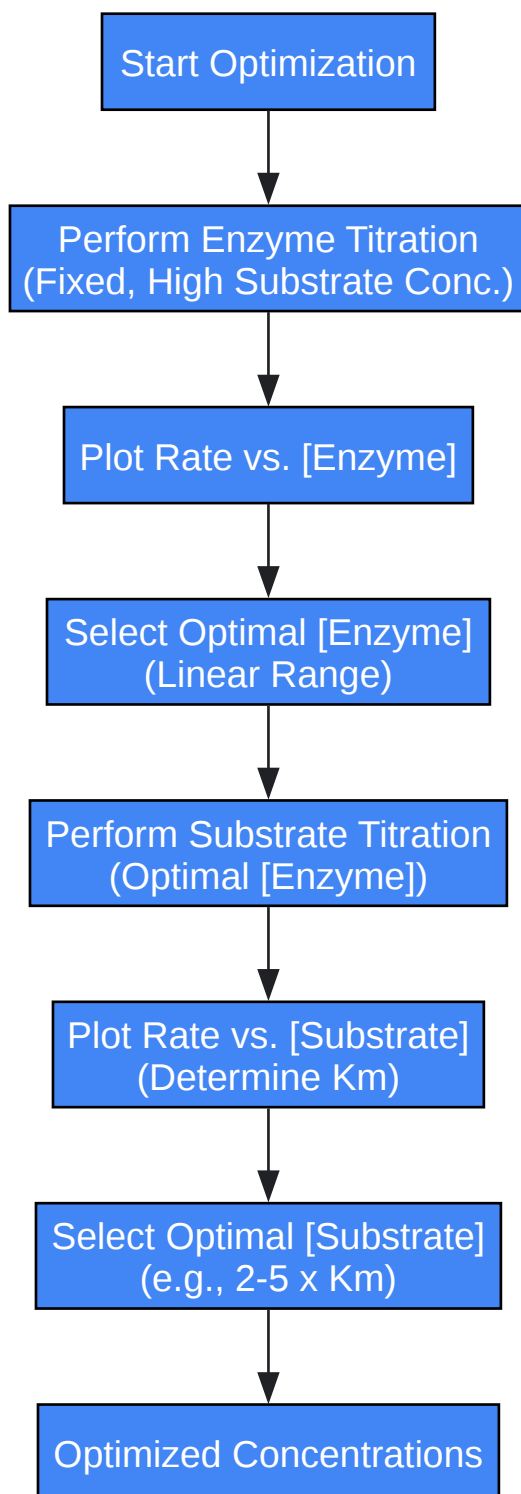 Start Optimization
Perform Enzyme Titration
(Fixed, High Substrate Conc.)
Plot Rate vs. [Enzyme]
Select Optimal [Enzyme]
(Linear Range)
Perform Substrate Titration
(Optimal [Enzyme])
Plot Rate vs. [Substrate]
(Determine Km)
Select Optimal [Substrate]
(e.g., 2-5 x Km)
Optimized Concentrations